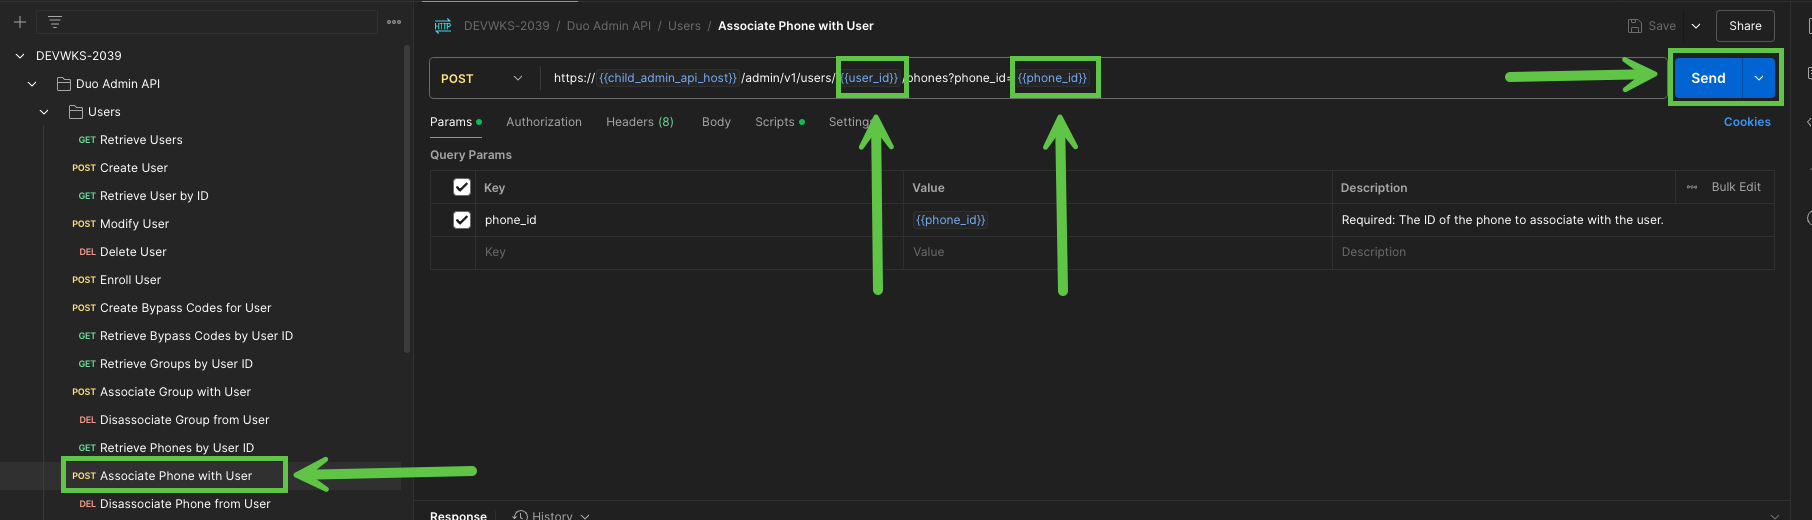 DEVWKS-2039
Duo Admin API
Users
GET Retrieve Users
POST Create User
GET Retrieve User by ID
POST Modify User
DEL Delete User
POST Enroll User
POST Create Bypass Codes for User
GET Retrieve Bypass Codes by User ID
GET Retrieve Groups by User ID
POST Associate Group with User
DEL Disassociate Group from User
GET Retrieve Phones by User ID
POST Associate Phone with User
DEL Disassociate Phone from User
HTTP DEVWKS-2039 / Duo Admin API / Users / Associate Phone with User
Save Share
POST https:// {{child_admin_api_host}} /admin/v1/users/ {{user_id}} /phones?phone_id= {{phone_id}} Send
Params Authorization Headers (8) Body Scripts Settings Cookies
Query Params
Key Value Description Bulk Edit
phone_id {{phone_id}} Required: The ID of the phone to associate with the user.
Key Value Description
Response History